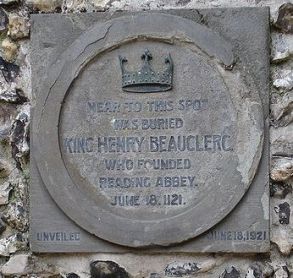 NEAR TO THIS SPOT
WAS BURIED
KING HENRY BEAUCLERC,
WHO FOUNDED
READING ABBEY.
JUNE 18. 1121.
UNVEILED JUNE 18, 1921